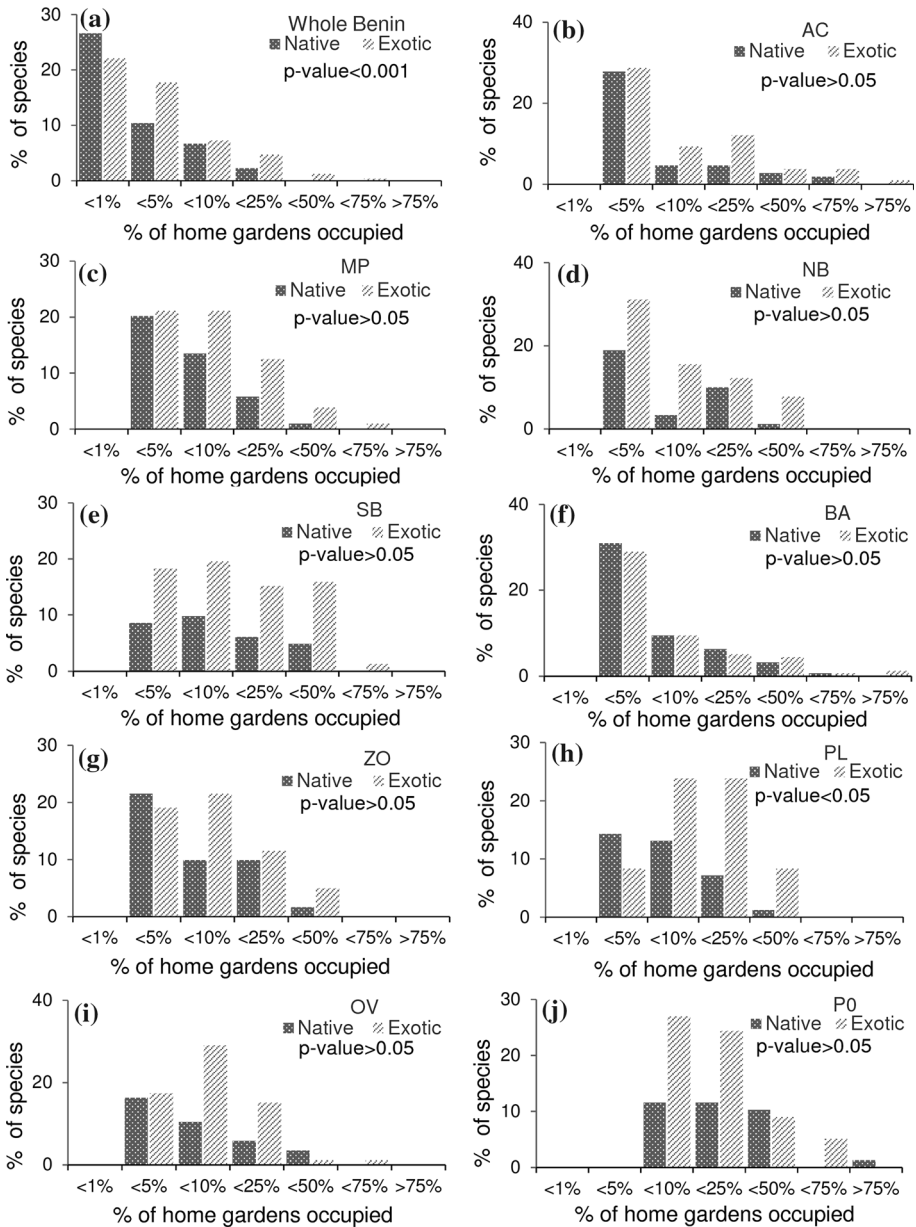 (a)
Whole Benin
Native Exotic
p-value<0.001
30
20
10
0
% of species
<1% <5% <10% <25% <50% <75% >75%
% of home gardens occupied
(b)
AC
Native Exotic
p-value>0.05
40
20
0
% of species
<1% <5% <10% <25% <50% <75% >75%
% of home gardens occupied
(c)
MP
Native Exotic
p-value>0.05
30
20
10
0
% of species
<1% <5% <10% <25% <50% <75% >75%
% of home gardens occupied
(d)
NB
Native Exotic
p-value>0.05
40
20
0
% of species
<1% <5% <10% <25% <50% <75% >75%
% of home gardens occupied
(e)
SB
Native Exotic
p-value>0.05
30
20
10
0
% of species
<1% <5% <10% <25% <50% <75% >75%
% of home gardens occupied
(f)
BA
Native Exotic
p-value>0.05
40
20
0
% of species
<1% <5% <10% <25% <50% <75% >75%
% of home gardens occupied
(g)
ZO
Native Exotic
p-value>0.05
30
20
10
0
% of species
<1% <5% <10% <25% <50% <75% >75%
% of home gardens occupied
(h)
PL
Native Exotic
p-value<0.05
30
20
10
0
% of species
<1% <5% <10% <25% <50% <75% >75%
% of home gardens occupied
(i)
OV
Native Exotic
p-value>0.05
40
20
0
% of species
<1% <5% <10% <25% <50% <75% >75%
% of home gardens occupied
(j)
P0
Native Exotic
p-value>0.05
30
20
10
0
% of species
<1% <5% <10% <25% <50% <75% >75%
% of home gardens occupied